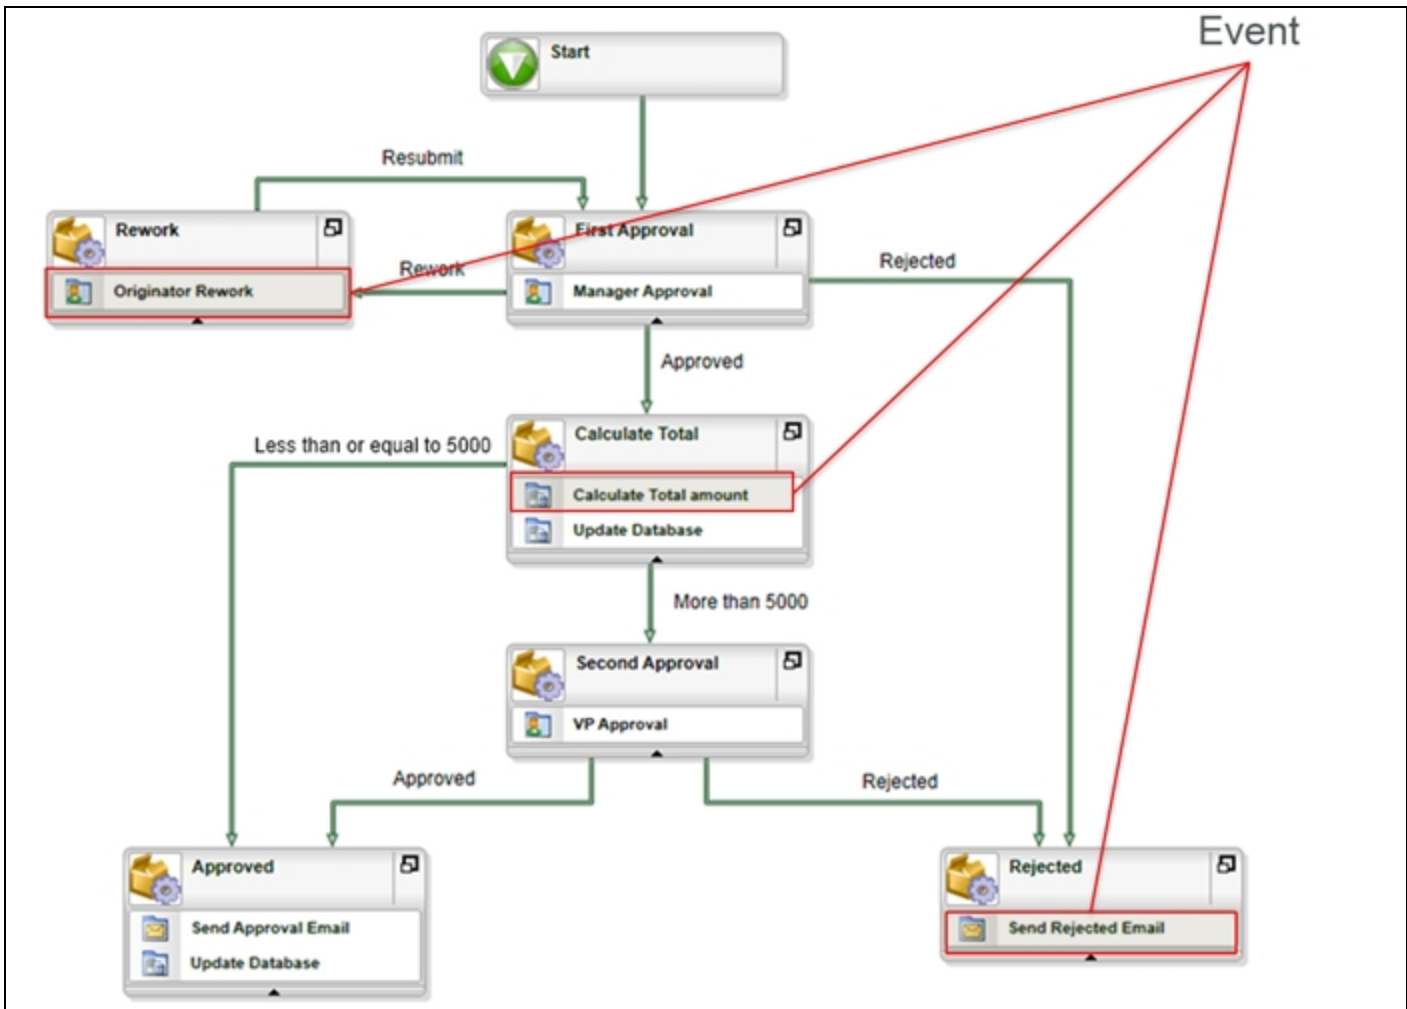 Event
Start
Resubmit
Rework
First Approval
Rework
Rejected
Originator Rework
Manager Approval
Approved
Calculate Total
Less than or equal to 5000
Calculate Total amount
Update Database
More than 5000
Second Approval
VP Approval
Approved
Rejected
Approved
Rejected
Send Approval Email
Send Rejected Email
Update Database